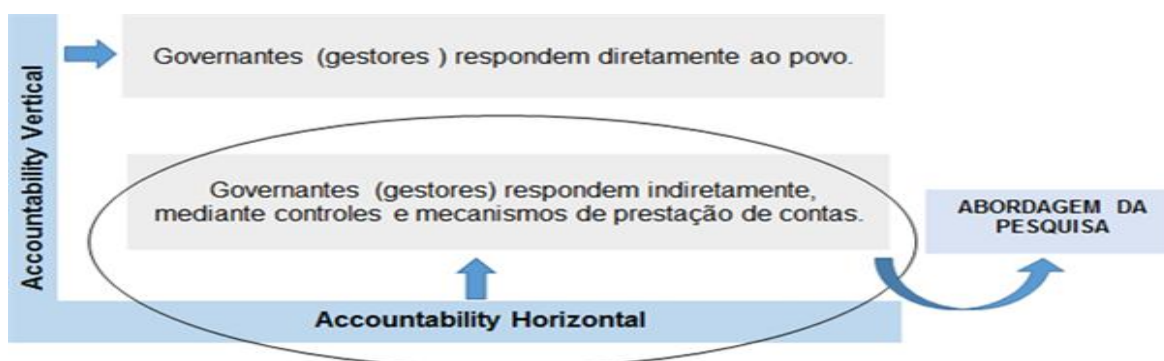 Accountability Vertical
Governantes (gestores ) respondem diretamente ao povo.
Governantes (gestores) respondem indiretamente,
mediante controles e mecanismos de prestação de contas.
ABORDAGEM DA
PESQUISA
Accountability Horizontal